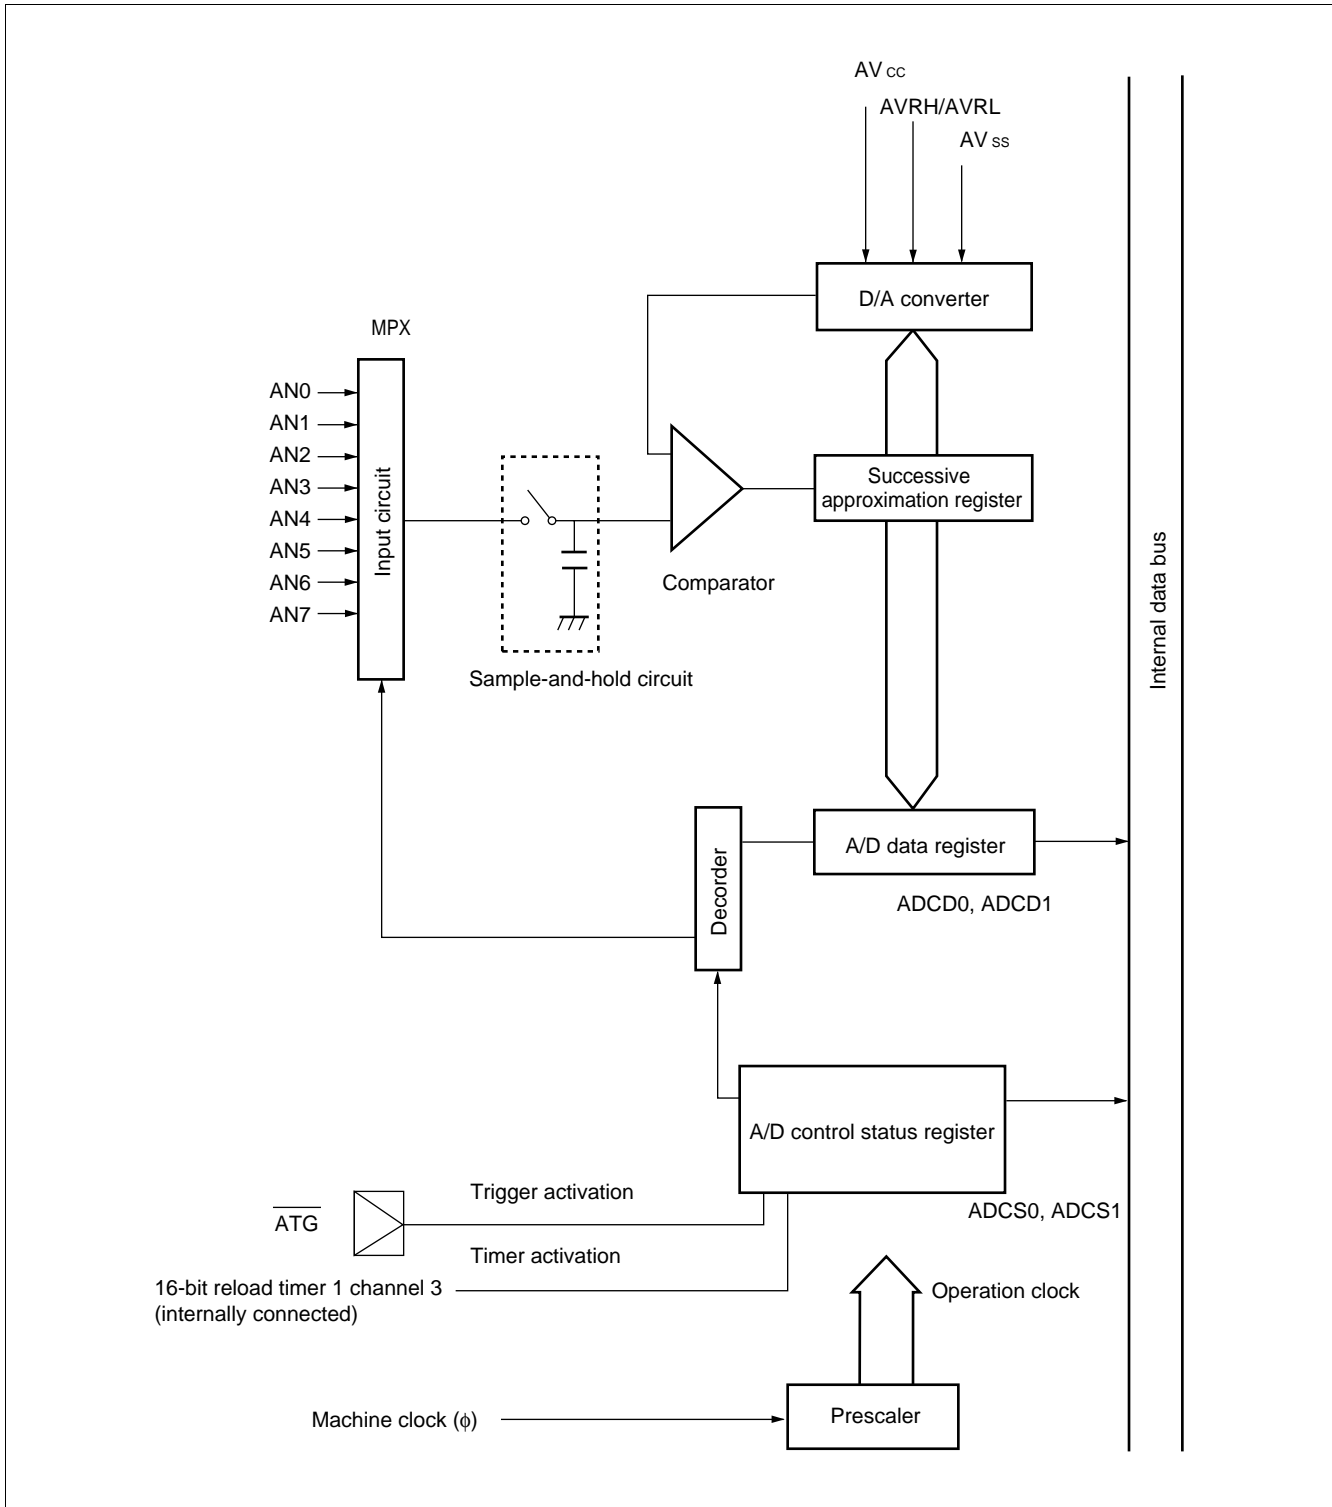 AV CC
AVRH/AVRL
AV SS
D/A converter
MPX
AN0
AN1
AN2
AN3
AN4
AN5
AN6
AN7
Input circuit
Successive
approximation register
Comparator
Sample-and-hold circuit
Internal data bus
Decorder
A/D data register
ADCD0, ADCD1
A/D control status register
ADCS0, ADCS1
ATG
Trigger activation
Timer activation
16-bit reload timer 1 channel 3
(internally connected)
Operation clock
Machine clock (ϕ)
Prescaler